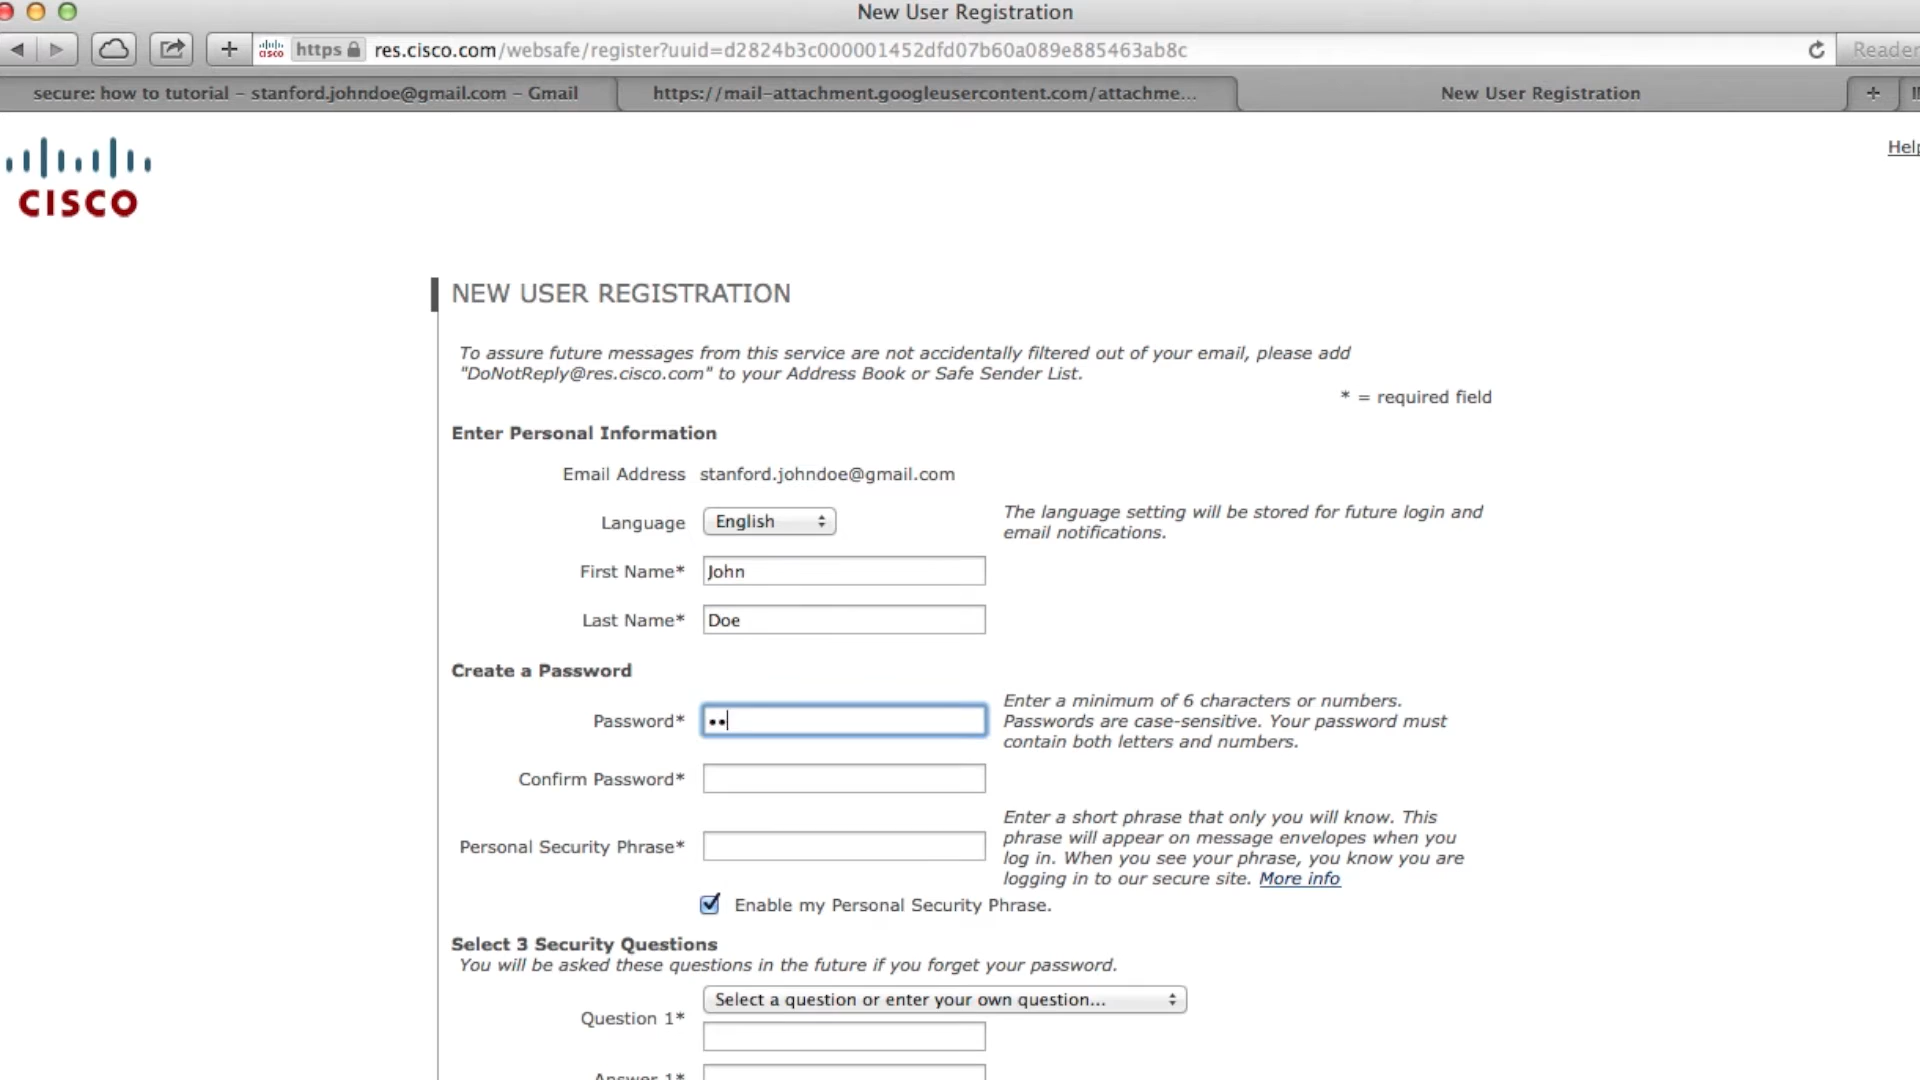 New User Registration
cisco https res.cisco.com/websafe/register?uuid=d2824b3c000001452dfd07b60a089e885463ab8c Reader
secure: how to tutorial – stanford.johndoe@gmail.com – Gmail https://mail-attachment.googleusercontent.com/attachme... New User Registration
Help
CISCO
NEW USER REGISTRATION
To assure future messages from this service are not accidentally filtered out of your email, please add
"DoNotReply@res.cisco.com" to your Address Book or Safe Sender List.
* = required field
Enter Personal Information
Email Address stanford.johndoe@gmail.com
Language English
The language setting will be stored for future login and
email notifications.
First Name* John
Last Name* Doe
Create a Password
Password* ••
Enter a minimum of 6 characters or numbers.
Passwords are case-sensitive. Your password must
contain both letters and numbers.
Confirm Password*
Personal Security Phrase*
Enter a short phrase that only you will know. This
phrase will appear on message envelopes when you
log in. When you see your phrase, you know you are
logging in to our secure site. More info
Enable my Personal Security Phrase.
Select 3 Security Questions
You will be asked these questions in the future if you forget your password.
Select a question or enter your own question...
Question 1*
Answer 1*